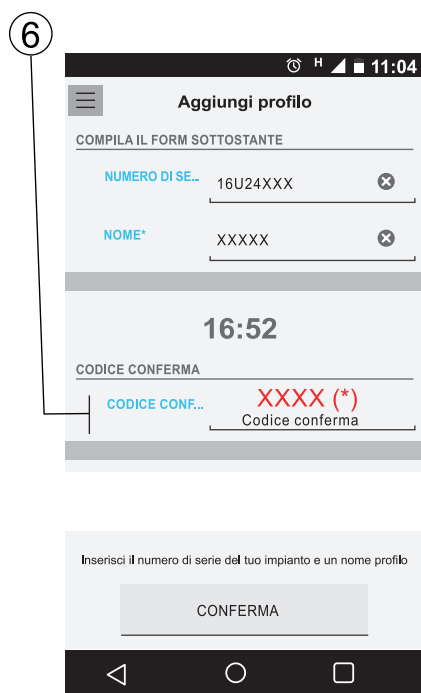 6
H 11:04
Aggiungi profilo
COMPILA IL FORM SOTTOSTANTE
NUMERO DI SE... 16U24XXX
NOME* XXXXX
16:52
CODICE CONFERMA
CODICE CONF... XXXX (*)
Codice conferma
Inserisci il numero di serie del tuo impianto e un nome profilo
CONFERMA